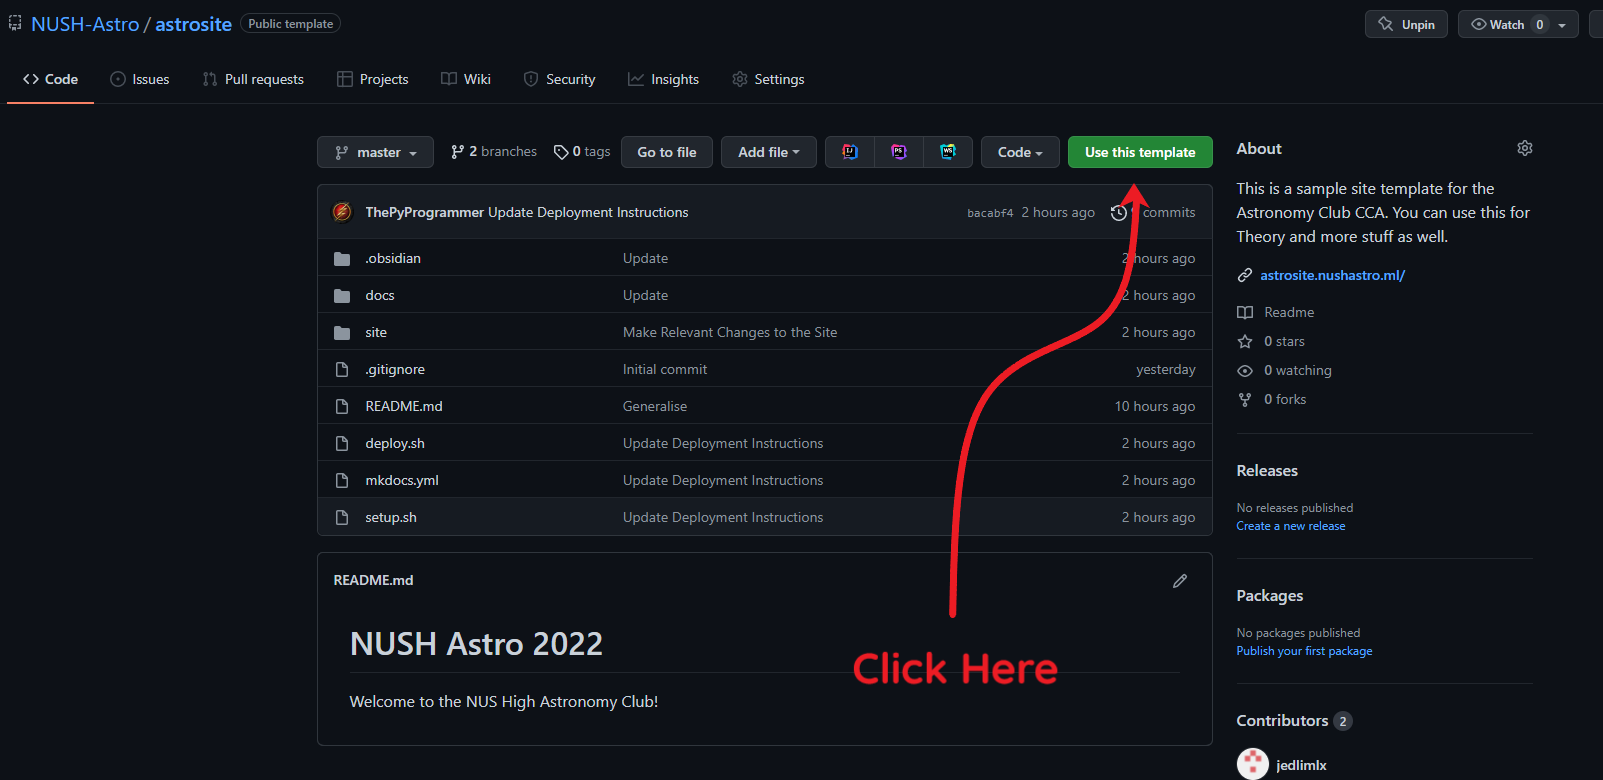 NUSH-Astro / astrosite Public template
Unpin Watch 0
Code Issues Pull requests Projects Wiki Security Insights Settings
master 2 branches 0 tags Go to file Add file Code Use this template
ThePyProgrammer Update Deployment Instructions bacabf4 2 hours ago commits
.obsidian Update 2 hours ago
docs Update 2 hours ago
site Make Relevant Changes to the Site 2 hours ago
.gitignore Initial commit yesterday
README.md Generalise 10 hours ago
deploy.sh Update Deployment Instructions 2 hours ago
mkdocs.yml Update Deployment Instructions 2 hours ago
setup.sh Update Deployment Instructions 2 hours ago
README.md
NUSH Astro 2022
Welcome to the NUS High Astronomy Club!
Click Here
About
This is a sample site template for the
Astronomy Club CCA. You can use this for
Theory and more stuff as well.
astrosite.nushastro.ml/
Readme
0 stars
0 watching
0 forks
Releases
No releases published
Create a new release
Packages
No packages published
Publish your first package
Contributors 2
jedlimlx